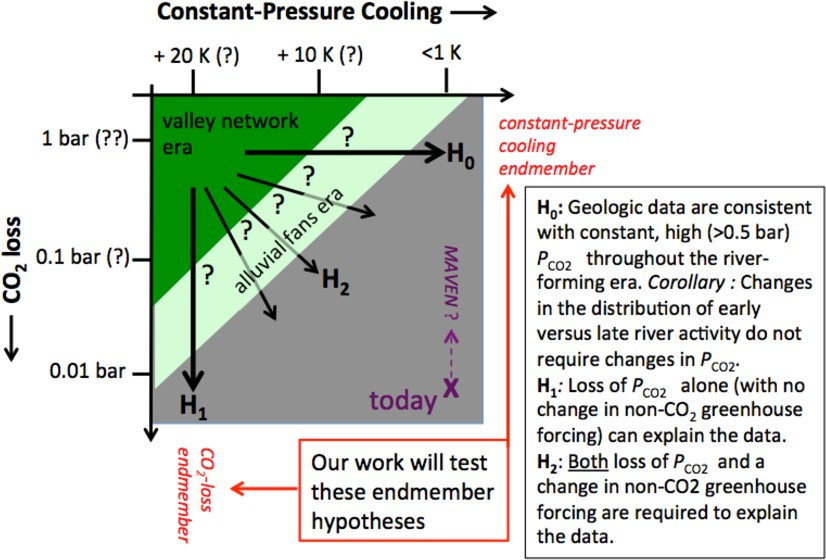 Constant-Pressure Cooling
+ 20 K (?)
+ 10 K (?)
<1 K
CO2 loss
1 bar (??)
0.1 bar (?)
0.01 bar
valley network
era
?
?
?
?
?
alluvial fans era
H0
H2
H1
MAVEN ?
today X
constant-pressure
cooling
endmember
CO2-loss
endmember
Our work will test
these endmember
hypotheses
H0: Geologic data are consistent
with constant, high (>0.5 bar)
PCO2 throughout the river-
forming era. Corollary : Changes
in the distribution of early
versus late river activity do not
require changes in PCO2.
H1: Loss of PCO2 alone (with no
change in non-CO2 greenhouse
forcing) can explain the data.
H2: Both loss of PCO2 and a
change in non-CO2 greenhouse
forcing are required to explain
the data.